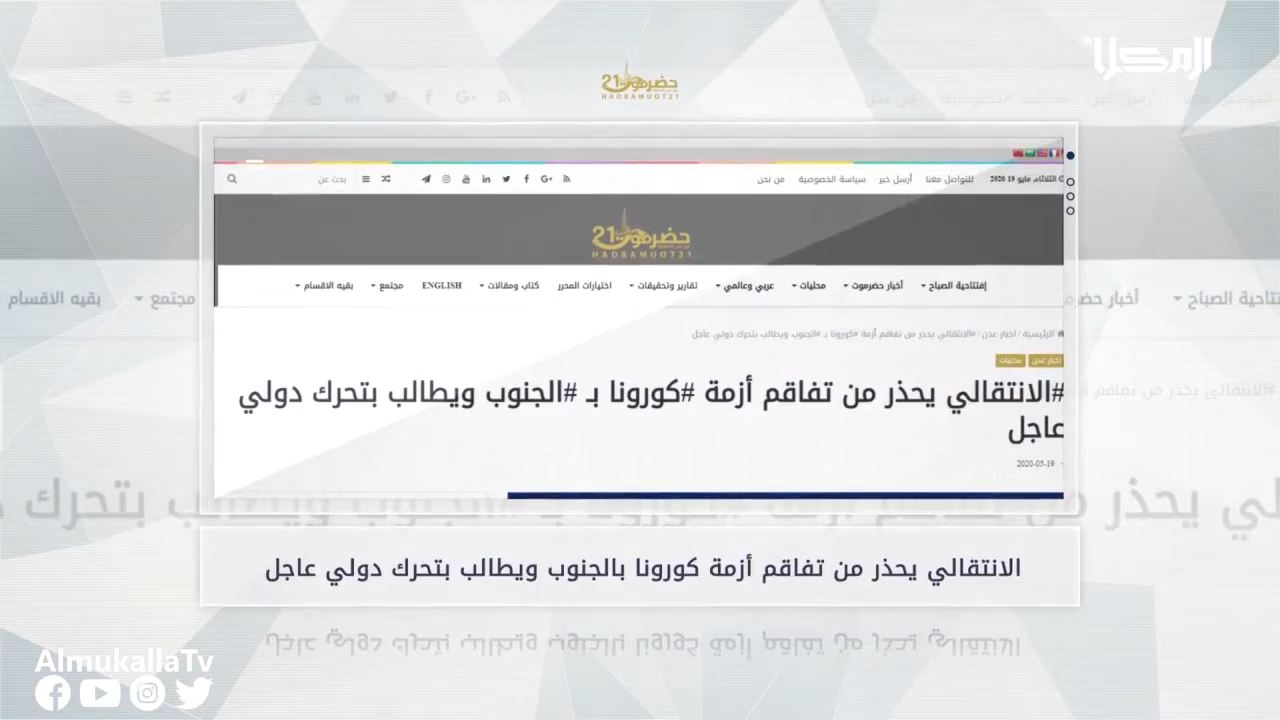 المكلا
حضرموت 21
HADRAMUOT21
الثلاثاء, مايو 19 2020
للتواصل معنا
أرسل خبر
سياسة الخصوصية
من نحن
بحث عن
حضرموت 21
HADRAMUOT21
إفتتاحية الصباح
أخبار حضرموت
محليات
عربي وعالمي
تقارير وتحقيقات
اختيارات المحرر
كتاب ومقالات
ENGLISH
مجتمع
بقيه الاقسام
الرئيسية / اخبار عدن / #الانتقالي يحذر من تفاقم أزمة #كورونا بـ #الجنوب ويطالب بتحرك دولي عاجل
اخبار عدن
محليات
#الانتقالي يحذر من تفاقم أزمة #كورونا بـ #الجنوب ويطالب بتحرك دولي
عاجل
2020-05-19
الانتقالي يحذر من تفاقم أزمة كورونا بالجنوب ويطالب بتحرك دولي عاجل
AlmukallaTv